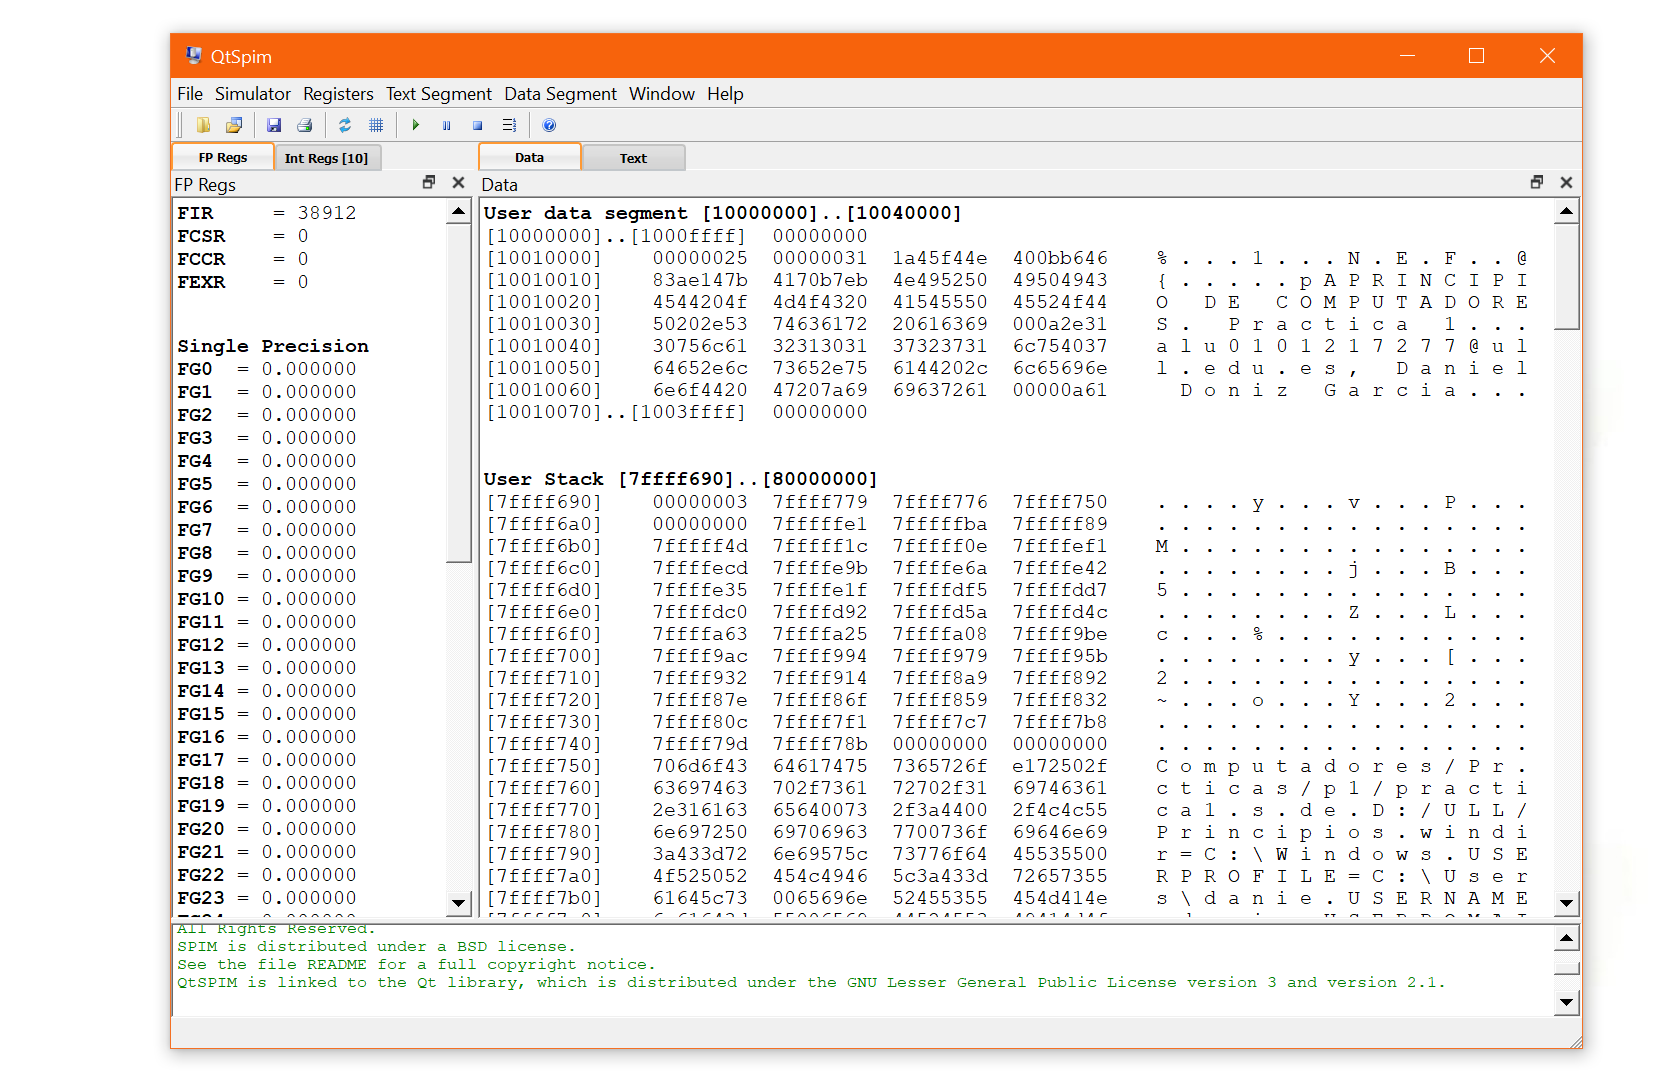 QtSpim
File Simulator Registers Text Segment Data Segment Window Help
FP Regs Int Regs [10] Data Text
FP Regs
FIR = 38912
FCSR = 0
FCCR = 0
FEXR = 0
Single Precision
FG0 = 0.000000
FG1 = 0.000000
FG2 = 0.000000
FG3 = 0.000000
FG4 = 0.000000
FG5 = 0.000000
FG6 = 0.000000
FG7 = 0.000000
FG8 = 0.000000
FG9 = 0.000000
FG10 = 0.000000
FG11 = 0.000000
FG12 = 0.000000
FG13 = 0.000000
FG14 = 0.000000
FG15 = 0.000000
FG16 = 0.000000
FG17 = 0.000000
FG18 = 0.000000
FG19 = 0.000000
FG20 = 0.000000
FG21 = 0.000000
FG22 = 0.000000
FG23 = 0.000000
Data
User data segment [10000000]..[10040000]
[10000000]..[1000ffff] 00000000
[10010000] 00000025 00000031 1a45f44e 400bb646 % . . . 1 . . . N . E . F . . @
[10010010] 83ae147b 4170b7eb 4e495250 49504943 { . . . . . p A P R I N C I P I
[10010020] 4544204f 4d4f4320 41545550 45524f44 O D E C O M P U T A D O R E
[10010030] 50202e53 74636172 20616369 000a2e31 S . P r a c t i c a 1 . . .
[10010040] 30756c61 32313031 37323731 6c754037 a l u 0 1 0 1 2 1 7 2 7 7 @ u l
[10010050] 64652e6c 73652e75 6144202c 6c65696e l . e d u . e s , D a n i e l
[10010060] 6e6f4420 47207a69 69637261 00000a61 D o n i z G a r c i a . . .
[10010070]..[1003ffff] 00000000
User Stack [7ffff690]..[80000000]
[7ffff690] 00000003 7ffff779 7ffff776 7ffff750 . . . . y . . . v . . . P . . .
[7ffff6a0] 00000000 7fffffe1 7fffffba 7fffff89 . . . . . . . . . . . . . . . .
[7ffff6b0] 7fffff4d 7fffff1c 7fffff0e 7ffffef1 M . . . . . . . . . . . . . . .
[7ffff6c0] 7ffffecd 7ffffe9b 7ffffe6a 7ffffe42 . . . . . . . . j . . . B . . .
[7ffff6d0] 7ffffe35 7ffffe1f 7ffffdf5 7ffffdd7 5 . . . . . . . . . . . . . . .
[7ffff6e0] 7ffffdc0 7ffffd92 7ffffd5a 7ffffd4c . . . . . . . . Z . . . L . . .
[7ffff6f0] 7ffffa63 7ffffa25 7ffffa08 7ffff9be c . . . % . . . . . . . . . . .
[7ffff700] 7ffff9ac 7ffff994 7ffff979 7ffff95b . . . . . . . . y . . . [ . . .
[7ffff710] 7ffff932 7ffff914 7ffff8a9 7ffff892 2 . . . . . . . . . . . . . . .
[7ffff720] 7ffff87e 7ffff86f 7ffff859 7ffff832 ~ . . . o . . . Y . . . 2 . . .
[7ffff730] 7ffff80c 7ffff7f1 7ffff7c7 7ffff7b8 . . . . . . . . . . . . . . . .
[7ffff740] 7ffff79d 7ffff78b 00000000 00000000 . . . . . . . . . . . . . . . .
[7ffff750] 706d6f43 64617475 7365726f e172502f C o m p u t a d o r e s / P r .
[7ffff760] 63697463 702f7361 72702f31 69746361 c t i c a s / p 1 / p r a c t i
[7ffff770] 2e316163 65640073 2f3a4400 2f4c4c55 c a 1 . s . d e . D : / U L L /
[7ffff780] 6e697250 69706963 7700736f 69646e69 P r i n c i p i o s . w i n d i
[7ffff790] 3a433d72 6e69575c 73776f64 45535500 r = C : \ W i n d o w s . U S E
[7ffff7a0] 4f525052 454c4946 5c3a433d 72657355 R P R O F I L E = C : \ U s e r
[7ffff7b0] 61645c73 0065696e 52455355 454d414e s \ d a n i e . U S E R N A M E
All Rights Reserved.
SPIM is distributed under a BSD license.
See the file README for a full copyright notice.
QtSPIM is linked to the Qt library, which is distributed under the GNU Lesser General Public License version 3 and version 2.1.